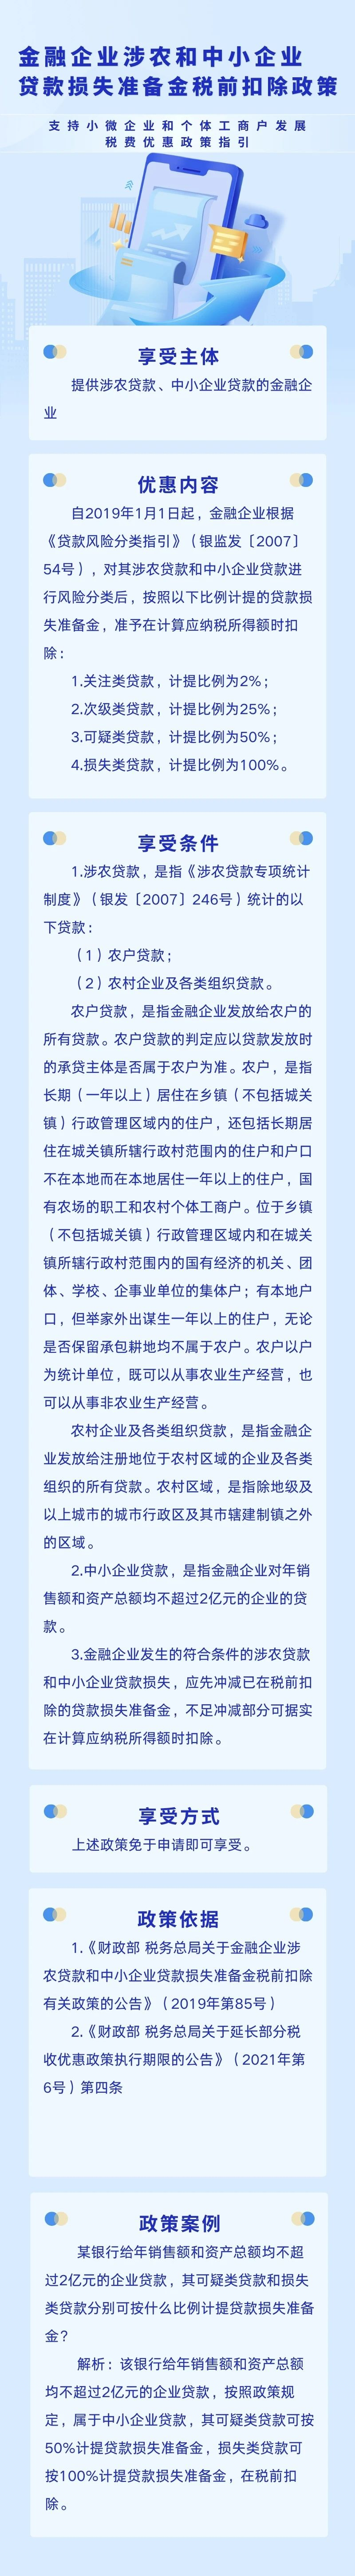 金融企业涉农和中小企业
贷款损失准备金税前扣除政策
支持小微企业和个体工商户发展
税费优惠政策指引
享受主体
提供涉农贷款、中小企业贷款的金融企
业
优惠内容
自2019年1月1日起，金融企业根据
《贷款风险分类指引》（银监发〔2007〕
54号），对其涉农贷款和中小企业贷款进
行风险分类后，按照以下比例计提的贷款损
失准备金，准予在计算应纳税所得额时扣
除：
1.关注类贷款，计提比例为2%；
2.次级类贷款，计提比例为25%；
3.可疑类贷款，计提比例为50%；
4.损失类贷款，计提比例为100%。
享受条件
1.涉农贷款，是指《涉农贷款专项统计
制度》（银发〔2007〕246号）统计的以
下贷款：
（1）农户贷款；
（2）农村企业及各类组织贷款。
农户贷款，是指金融企业发放给农户的
所有贷款。农户贷款的判定应以贷款发放时
的承贷主体是否属于农户为准。农户，是指
长期（一年以上）居住在乡镇（不包括城关
镇）行政管理区域内的住户，还包括长期居
住在城关镇所辖行政村范围内的住户和户口
不在本地而在本地居住一年以上的住户，国
有农场的职工和农村个体工商户。位于乡镇
（不包括城关镇）行政管理区域内和在城关
镇所辖行政村范围内的国有经济的机关、团
体、学校、企事业单位的集体户；有本地户
口，但举家外出谋生一年以上的住户，无论
是否保留承包耕地均不属于农户。农户以户
为统计单位，既可以从事农业生产经营，也
可以从事非农业生产经营。
农村企业及各类组织贷款，是指金融企
业发放给注册地位于农村区域的企业及各类
组织的所有贷款。农村区域，是指除地级及
以上城市的城市行政区及其市辖建制镇之外
的区域。
2.中小企业贷款，是指金融企业对年销
售额和资产总额均不超过2亿元的企业的贷
款。
3.金融企业发生的符合条件的涉农贷款
和中小企业贷款损失，应先冲减已在税前扣
除的贷款损失准备金，不足冲减部分可据实
在计算应纳税所得额时扣除。
享受方式
上述政策免于申请即可享受。
政策依据
1.《财政部 税务总局关于金融企业涉
农贷款和中小企业贷款损失准备金税前扣除
有关政策的公告》（2019年第85号）
2.《财政部 税务总局关于延长部分税
收优惠政策执行期限的公告》（2021年第
6号）第四条
政策案例
某银行给年销售额和资产总额均不超
过2亿元的企业贷款，其可疑类贷款和损失
类贷款分别可按什么比例计提贷款损失准备
金？
解析：该银行给年销售额和资产总额
均不超过2亿元的企业贷款，按照政策规
定，属于中小企业贷款，其可疑类贷款可按
50%计提贷款损失准备金，损失类贷款可
按100%计提贷款损失准备金，在税前扣
除。